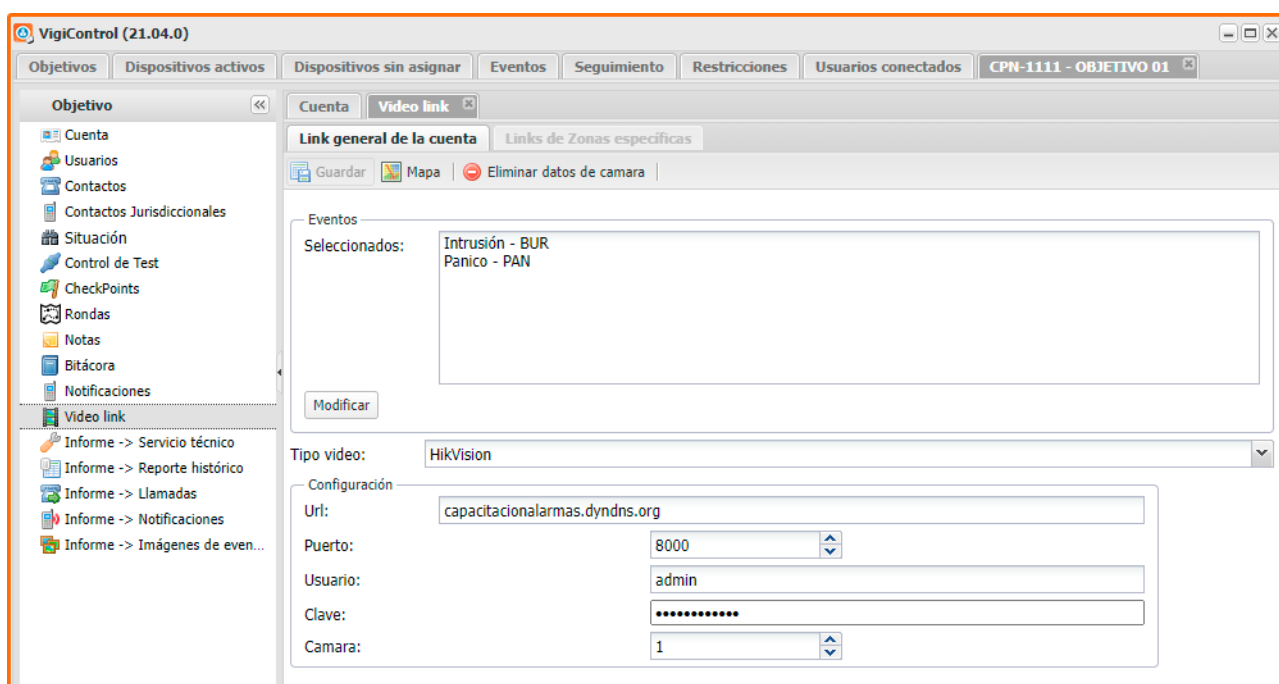 VigiControl (21.04.0)
Objetivos Dispositivos activos Dispositivos sin asignar Eventos Seguimiento Restricciones Usuarios conectados CPN-1111 - OBJETIVO 01
Objetivo
Cuenta
Usuarios
Contactos
Contactos Jurisdiccionales
Situación
Control de Test
CheckPoints
Rondas
Notas
Bitácora
Notificaciones
Video link
Informe -> Servicio técnico
Informe -> Reporte histórico
Informe -> Llamadas
Informe -> Notificaciones
Informe -> Imágenes de even...
Cuenta Video link
Link general de la cuenta Links de Zonas específicas
Guardar Mapa Eliminar datos de camara
Eventos
Seleccionados:
Intrusión - BUR
Panico - PAN
Modificar
Tipo video: HikVision
Configuración
Url: capacitacionalarmas.dyndns.org
Puerto: 8000
Usuario: admin
Clave: ••••••••••••
Camara: 1